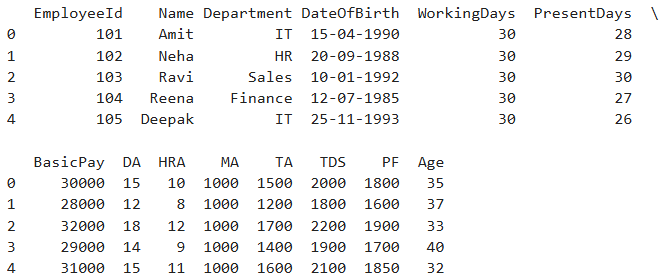 EmployeeId Name Department DateOfBirth WorkingDays PresentDays \
0 101 Amit IT 15-04-1990 30 28
1 102 Neha HR 20-09-1988 30 29
2 103 Ravi Sales 10-01-1992 30 30
3 104 Reena Finance 12-07-1985 30 27
4 105 Deepak IT 25-11-1993 30 26
BasicPay DA HRA MA TA TDS PF Age
0 30000 15 10 1000 1500 2000 1800 35
1 28000 12 8 1000 1200 1800 1600 37
2 32000 18 12 1000 1700 2200 1900 33
3 29000 14 9 1000 1400 1900 1700 40
4 31000 15 11 1000 1600 2100 1850 32